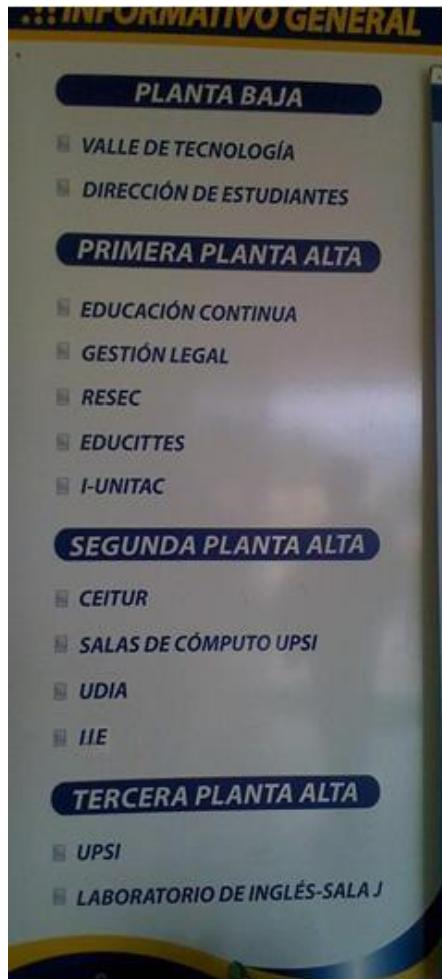 .::INFORMATIVO GENERAL
PLANTA BAJA
VALLE DE TECNOLOGÍA
DIRECCIÓN DE ESTUDIANTES
PRIMERA PLANTA ALTA
EDUCACIÓN CONTINUA
GESTIÓN LEGAL
RESEC
EDUCITTES
I-UNITAC
SEGUNDA PLANTA ALTA
CEITUR
SALAS DE CÓMPUTO UPSI
UDIA
I.I.E
TERCERA PLANTA ALTA
UPSI
LABORATORIO DE INGLÉS-SALA J